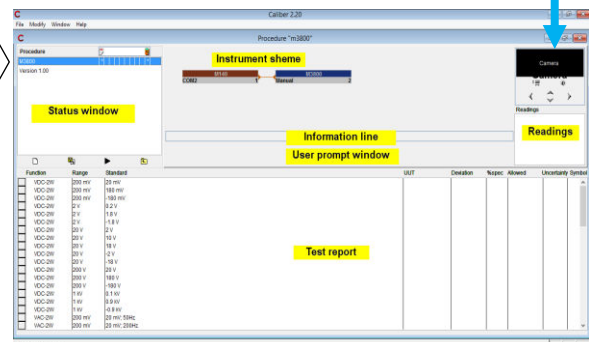 Caliber 2.20
File Modify Window Help
Procedure "m3800"
Procedure
M3800
Version 1.00
Status window
Instrument sheme
M140 M3800
COM2 1 Manual 2
Camera
Readings
Readings
Information line
User prompt window
Function Range Standard UUT Deviation %spec Allowed Uncertainty Symbol
VDC-2W 200 mV 20 mV
VDC-2W 200 mV 180 mV
VDC-2W 200 mV -180 mV
VDC-2W 2 V 0.2 V
VDC-2W 2 V 1.8 V
VDC-2W 2 V -1.8 V
VDC-2W 20 V 2 V
VDC-2W 20 V 10 V
VDC-2W 20 V 18 V
VDC-2W 20 V -2 V
VDC-2W 20 V -18 V
VDC-2W 200 V 20 V
VDC-2W 200 V 180 V
VDC-2W 200 V -180 V
VDC-2W 1 kV 0.1 kV
VDC-2W 1 kV 0.9 kV
VDC-2W 1 kV -0.9 kV
VAC-2W 200 mV 20 mV; 50Hz
VAC-2W 200 mV 20 mV; 200Hz
Test report